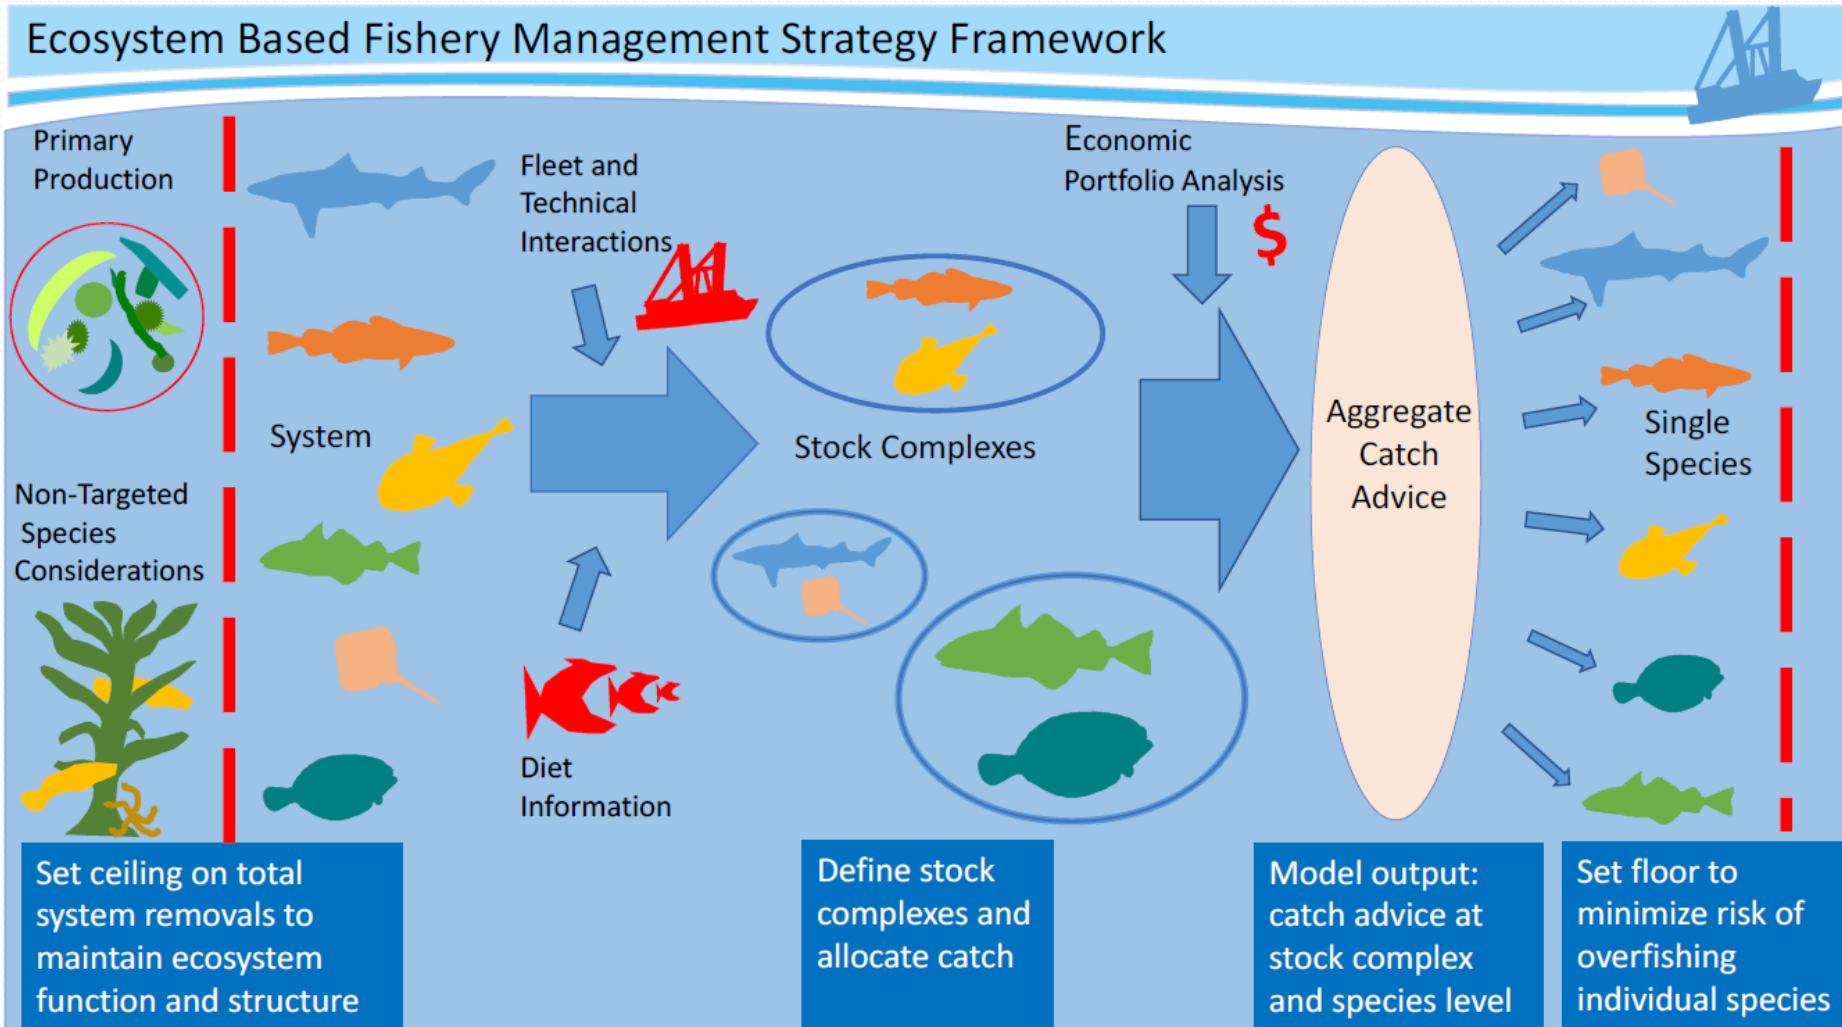 Ecosystem Based Fishery Management Strategy Framework
Primary
Production
Non-Targeted
Species
Considerations
System
Fleet and
Technical
Interactions
Diet
Information
Stock Complexes
Economic
Portfolio Analysis
$
Aggregate
Catch
Advice
Single
Species
Set ceiling on total
system removals to
maintain ecosystem
function and structure
Define stock
complexes and
allocate catch
Model output:
catch advice at
stock complex
and species level
Set floor to
minimize risk of
overfishing
individual species